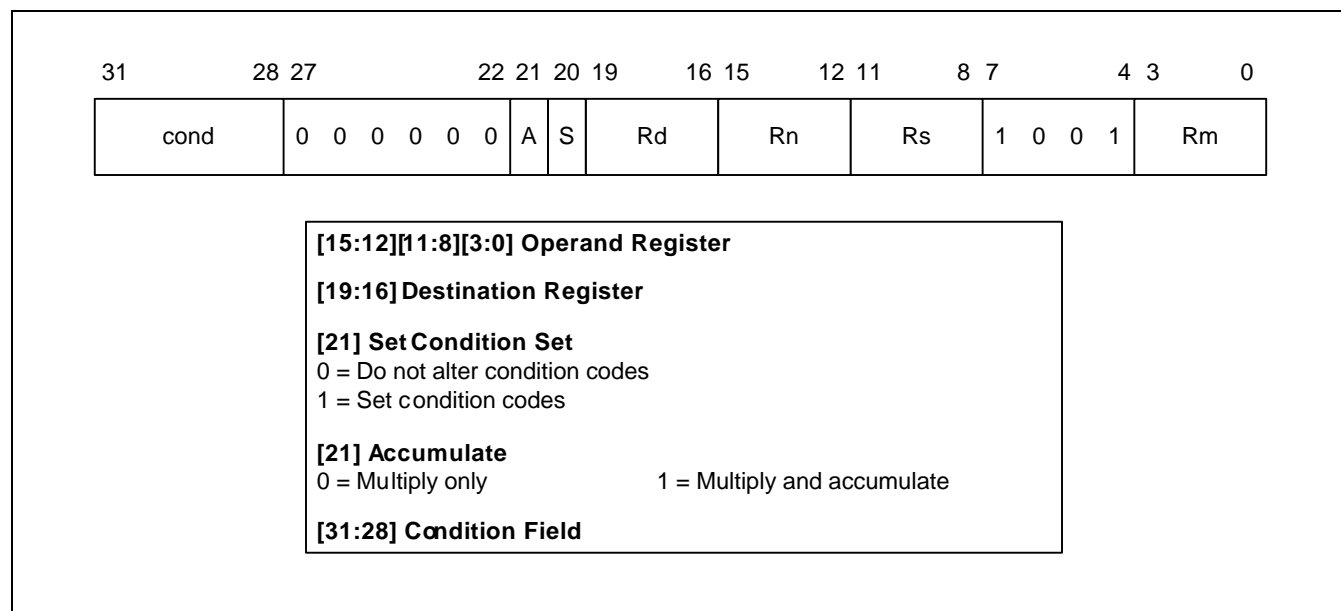 31 28 27 22 21 20 19 16 15 12 11 8 7 4 3 0
cond 0 0 0 0 0 0 A S Rd Rn Rs 1 0 0 1 Rm
[15:12][11:8][3:0] Operand Register
[19:16] Destination Register
[21] Set Condition Set
0 = Do not alter condition codes
1 = Set condition codes
[21] Accumulate
0 = Multiply only 1 = Multiply and accumulate
[31:28] Condition Field